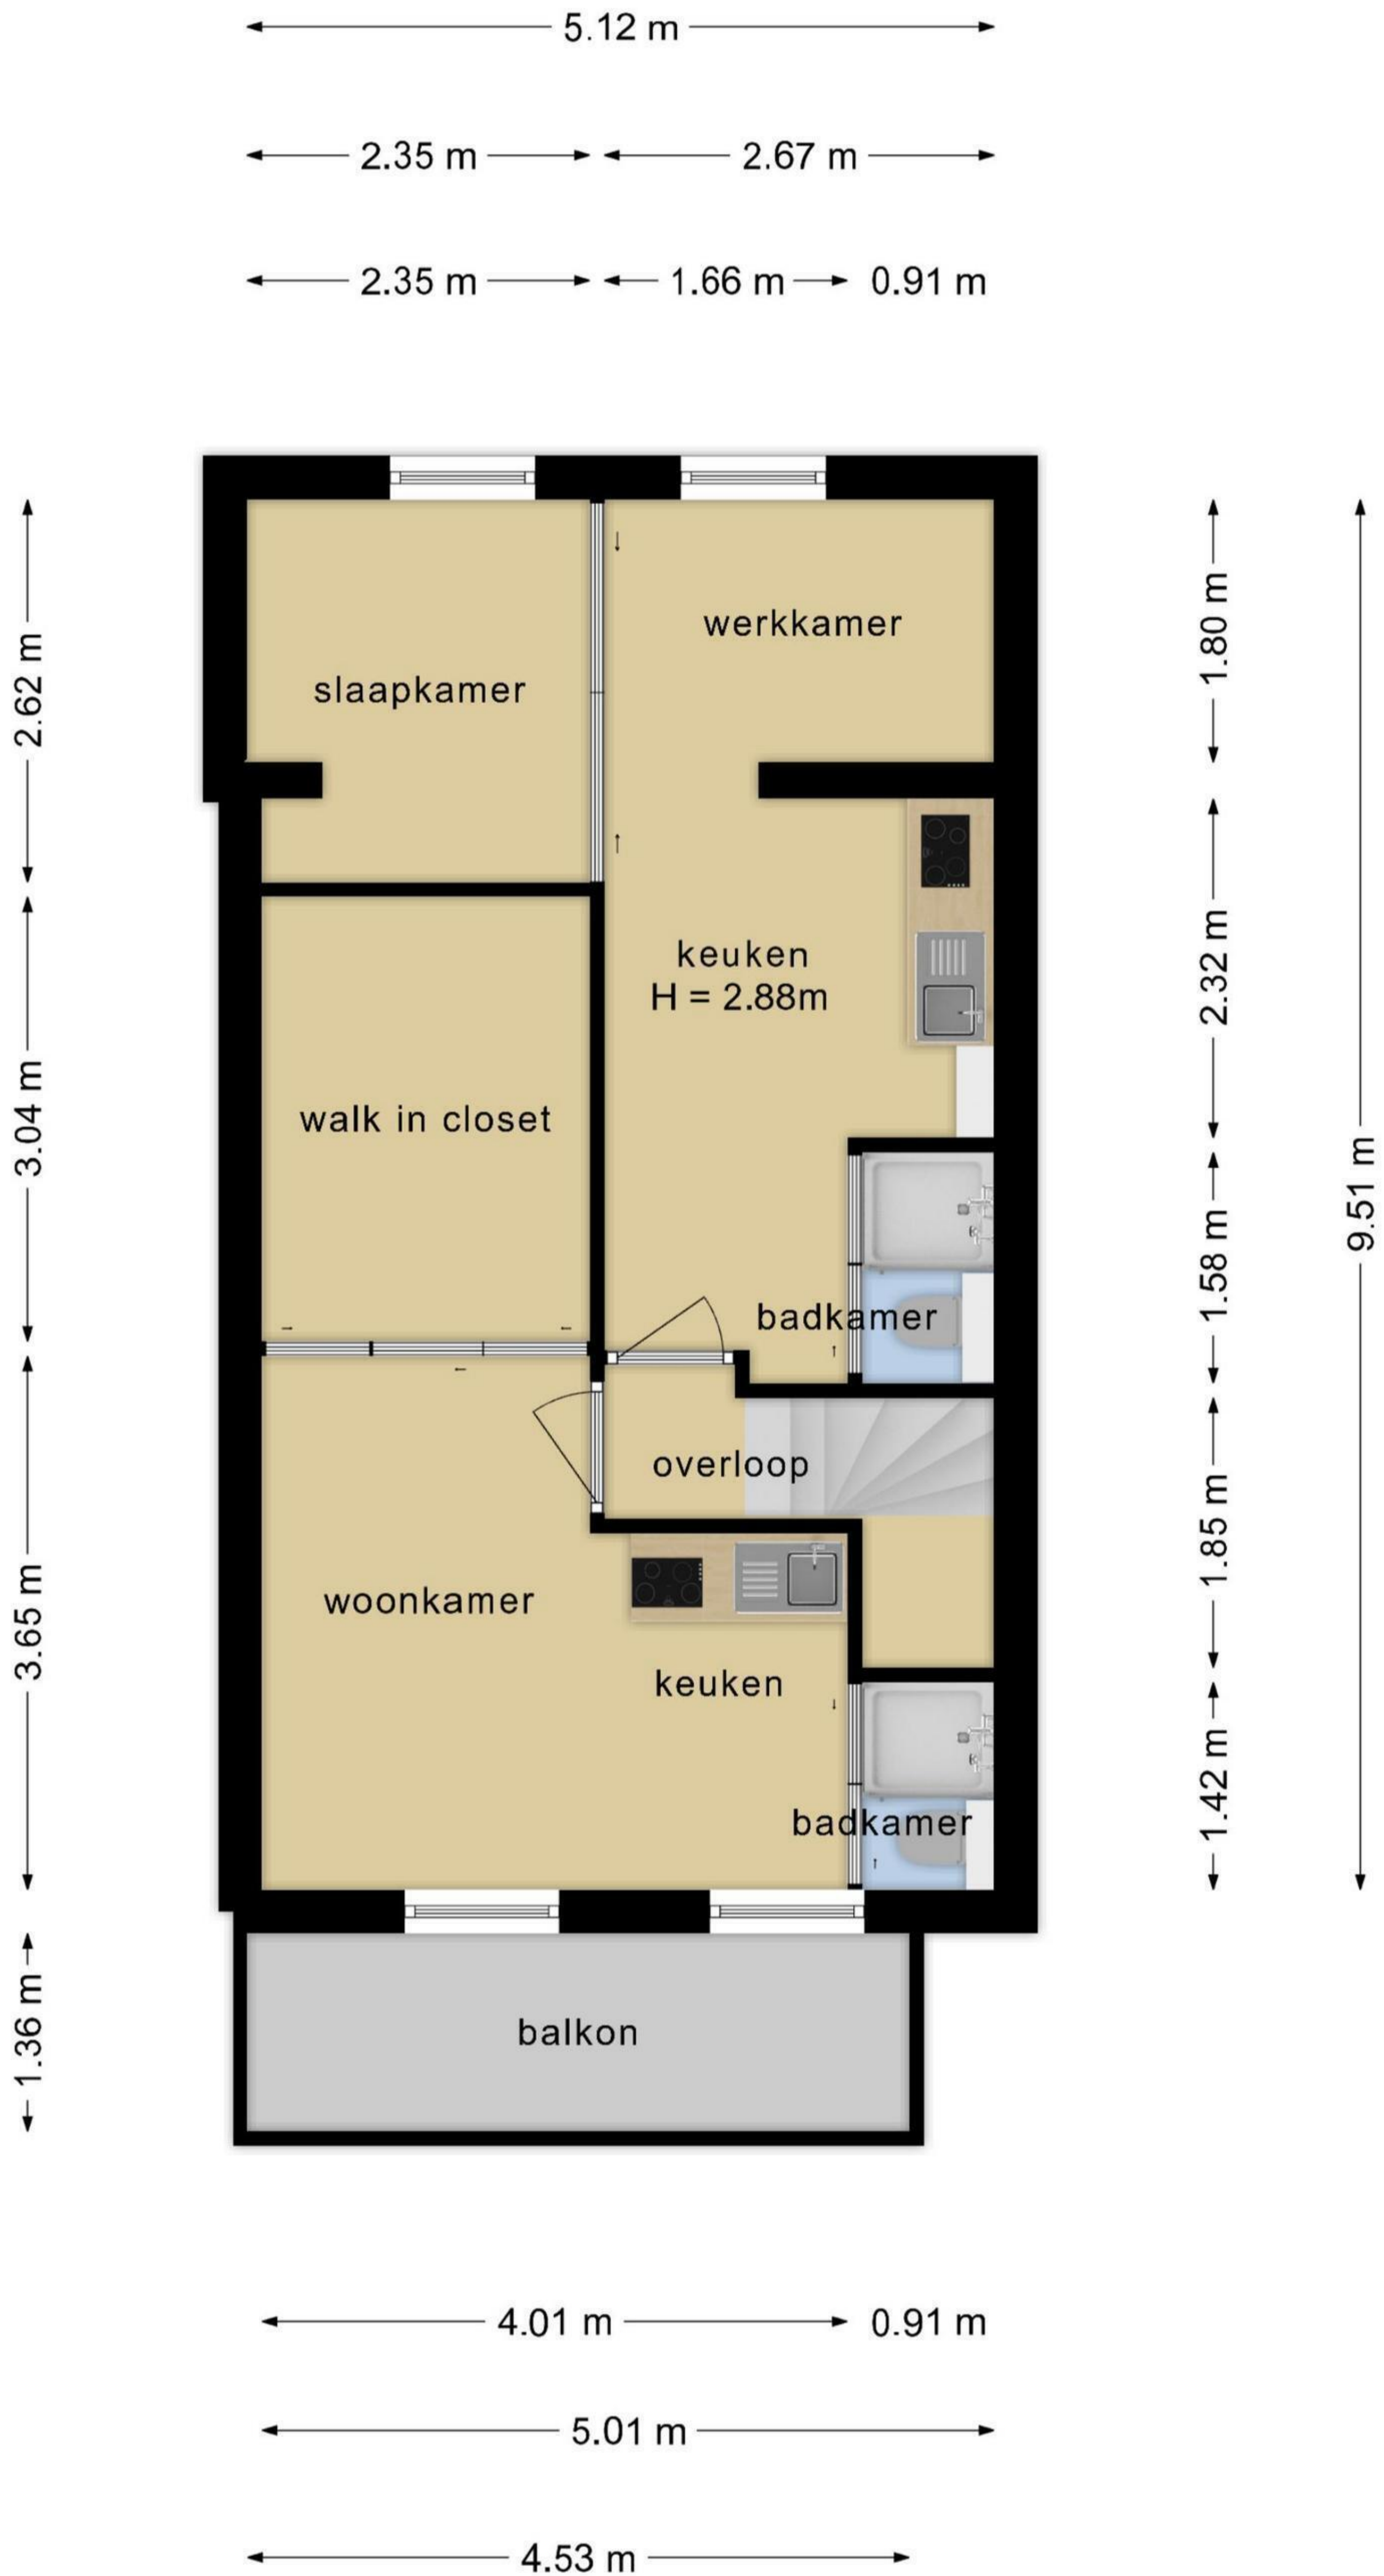 5.12 m
2.35 m
2.67 m
2.35 m
1.66 m
0.91 m
2.62 m
3.04 m
3.65 m
1.36 m
slaapkamer
werkkamer
keuken
H = 2.88m
walk in closet
badkamer
overloop
woonkamer
keuken
badkamer
balkon
1.80 m
2.32 m
1.58 m
1.85 m
1.42 m
9.51 m
4.01 m
0.91 m
5.01 m
4.53 m